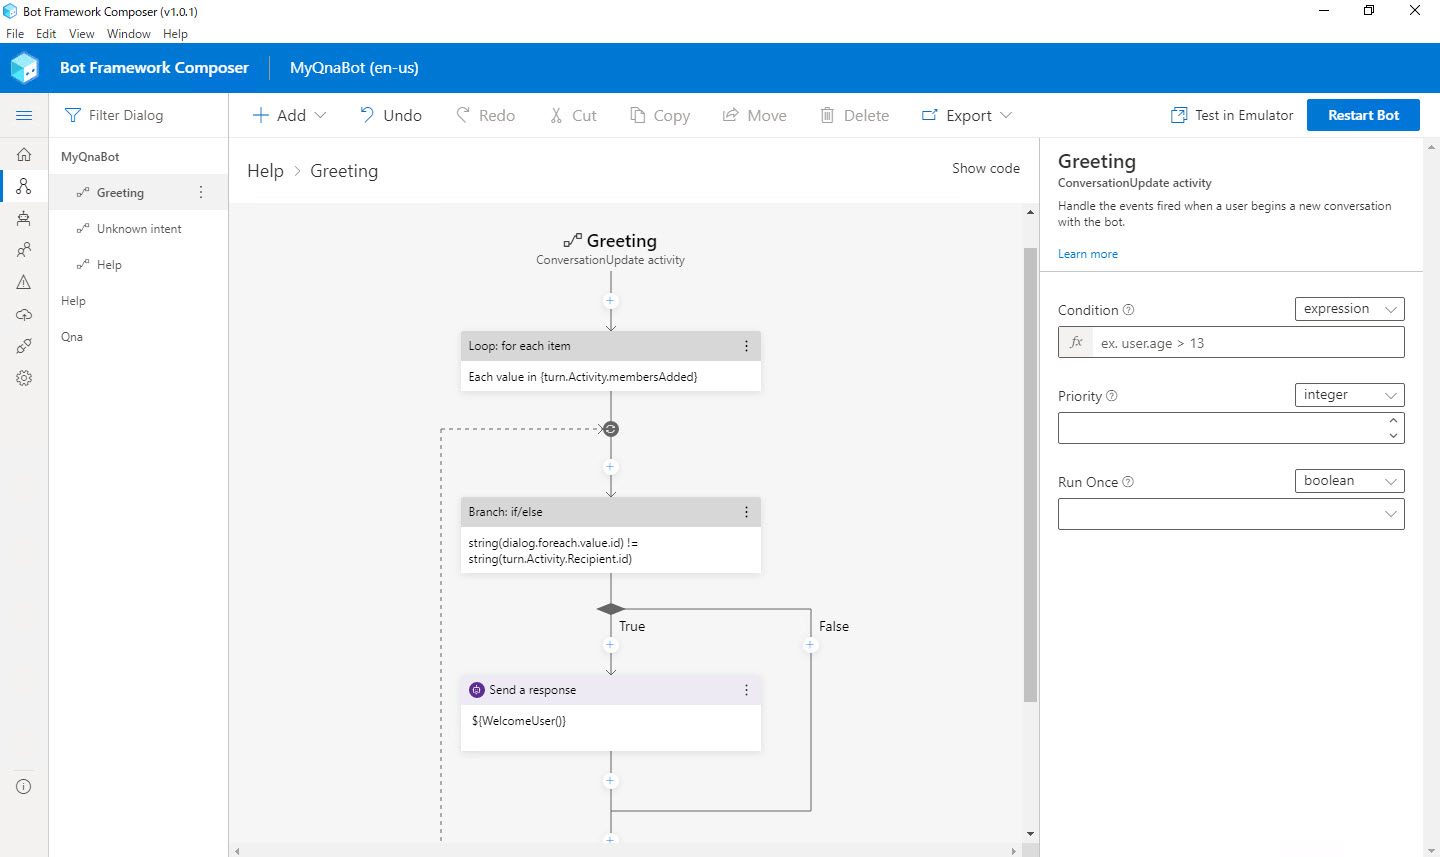 Bot Framework Composer (v1.0.1)
File Edit View Window Help
Bot Framework Composer MyQnaBot (en-us)
Filter Dialog
Add Undo Redo Cut Copy Move Delete Export Test in Emulator Restart Bot
MyQnaBot
Greeting
Unknown intent
Help
Help
Qna
Help > Greeting
Show code
Greeting
ConversationUpdate activity
Loop: for each item
Each value in {turn.Activity.membersAdded}
Branch: if/else
string(dialog.foreach.value.id) !=
string(turn.Activity.Recipient.id)
True False
Send a response
${WelcomeUser()}
Greeting
ConversationUpdate activity
Handle the events fired when a user begins a new conversation
with the bot.
Learn more
Condition expression
fx ex. user.age > 13
Priority integer
Run Once boolean